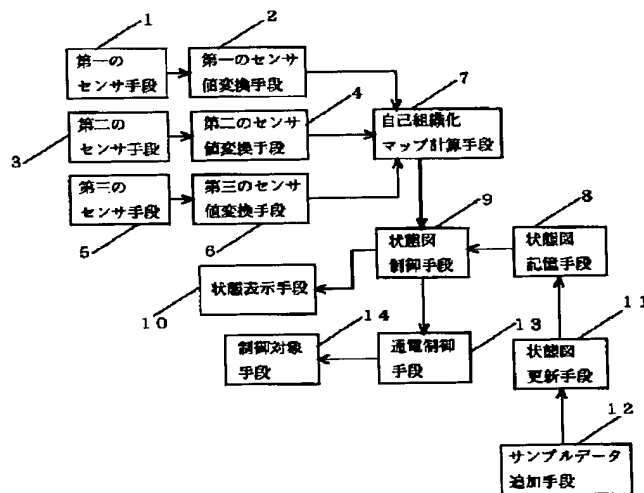 1
2
第一の
センサ手段
第一のセンサ
値変換手段
7
4
3
第二の
センサ手段
第二のセンサ
値変換手段
自己組織化
マップ計算手段
第三の
センサ手段
第三のセンサ
値変換手段
5
6
9
8
状態図
制御手段
状態図
記憶手段
状態表示手段
10
14
13
11
制御対象
手段
通電制御
手段
状態図
更新手段
12
サンプルデータ
追加手段